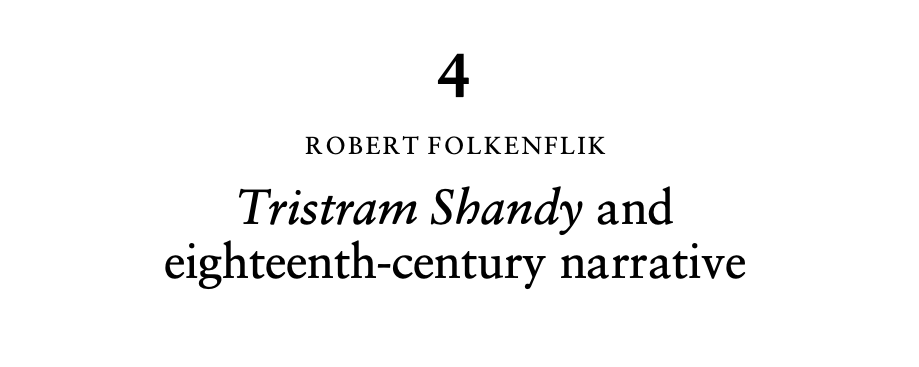 4
ROBERT FOLKENFLIK
Tristram Shandy and
eighteenth-century narrative